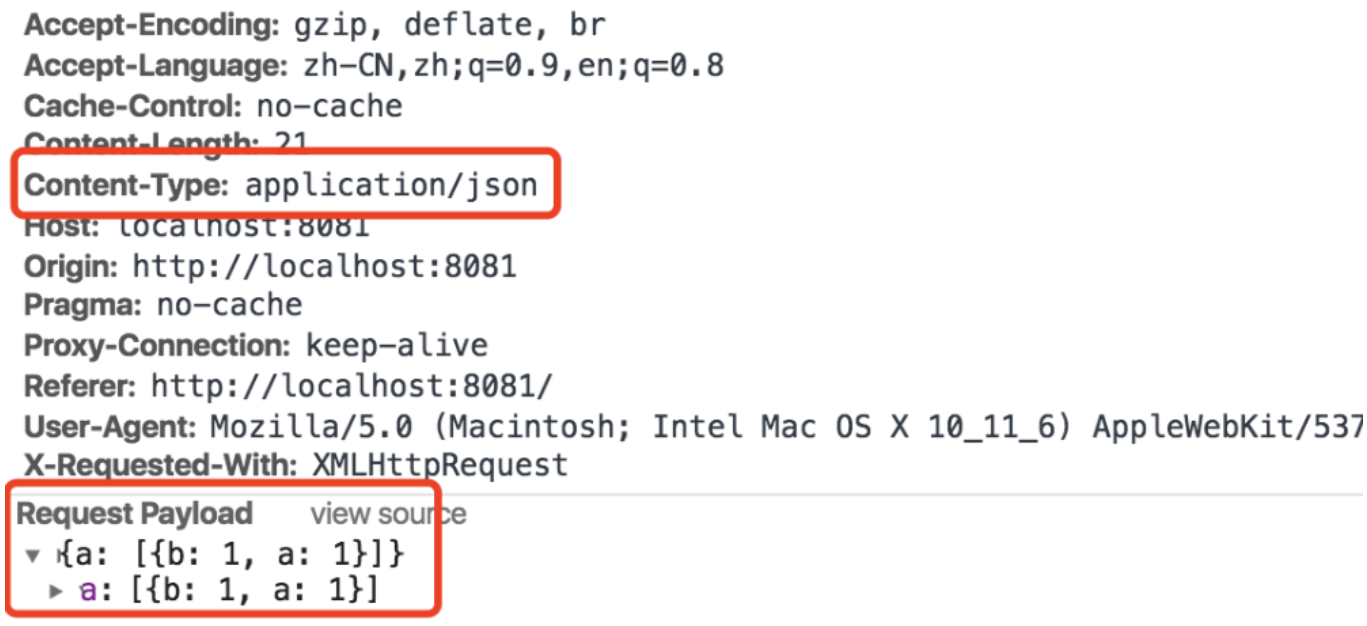 Accept-Encoding: gzip, deflate, br
Accept-Language: zh-CN,zh;q=0.9,en;q=0.8
Cache-Control: no-cache
Content-Length: 21
Content-Type: application/json
Host: localhost:8081
Origin: http://localhost:8081
Pragma: no-cache
Proxy-Connection: keep-alive
Referer: http://localhost:8081/
User-Agent: Mozilla/5.0 (Macintosh; Intel Mac OS X 10_11_6) AppleWebKit/537
X-Requested-With: XMLHttpRequest
Request Payload view source
{a: [{b: 1, a: 1}]}
a: [{b: 1, a: 1}]